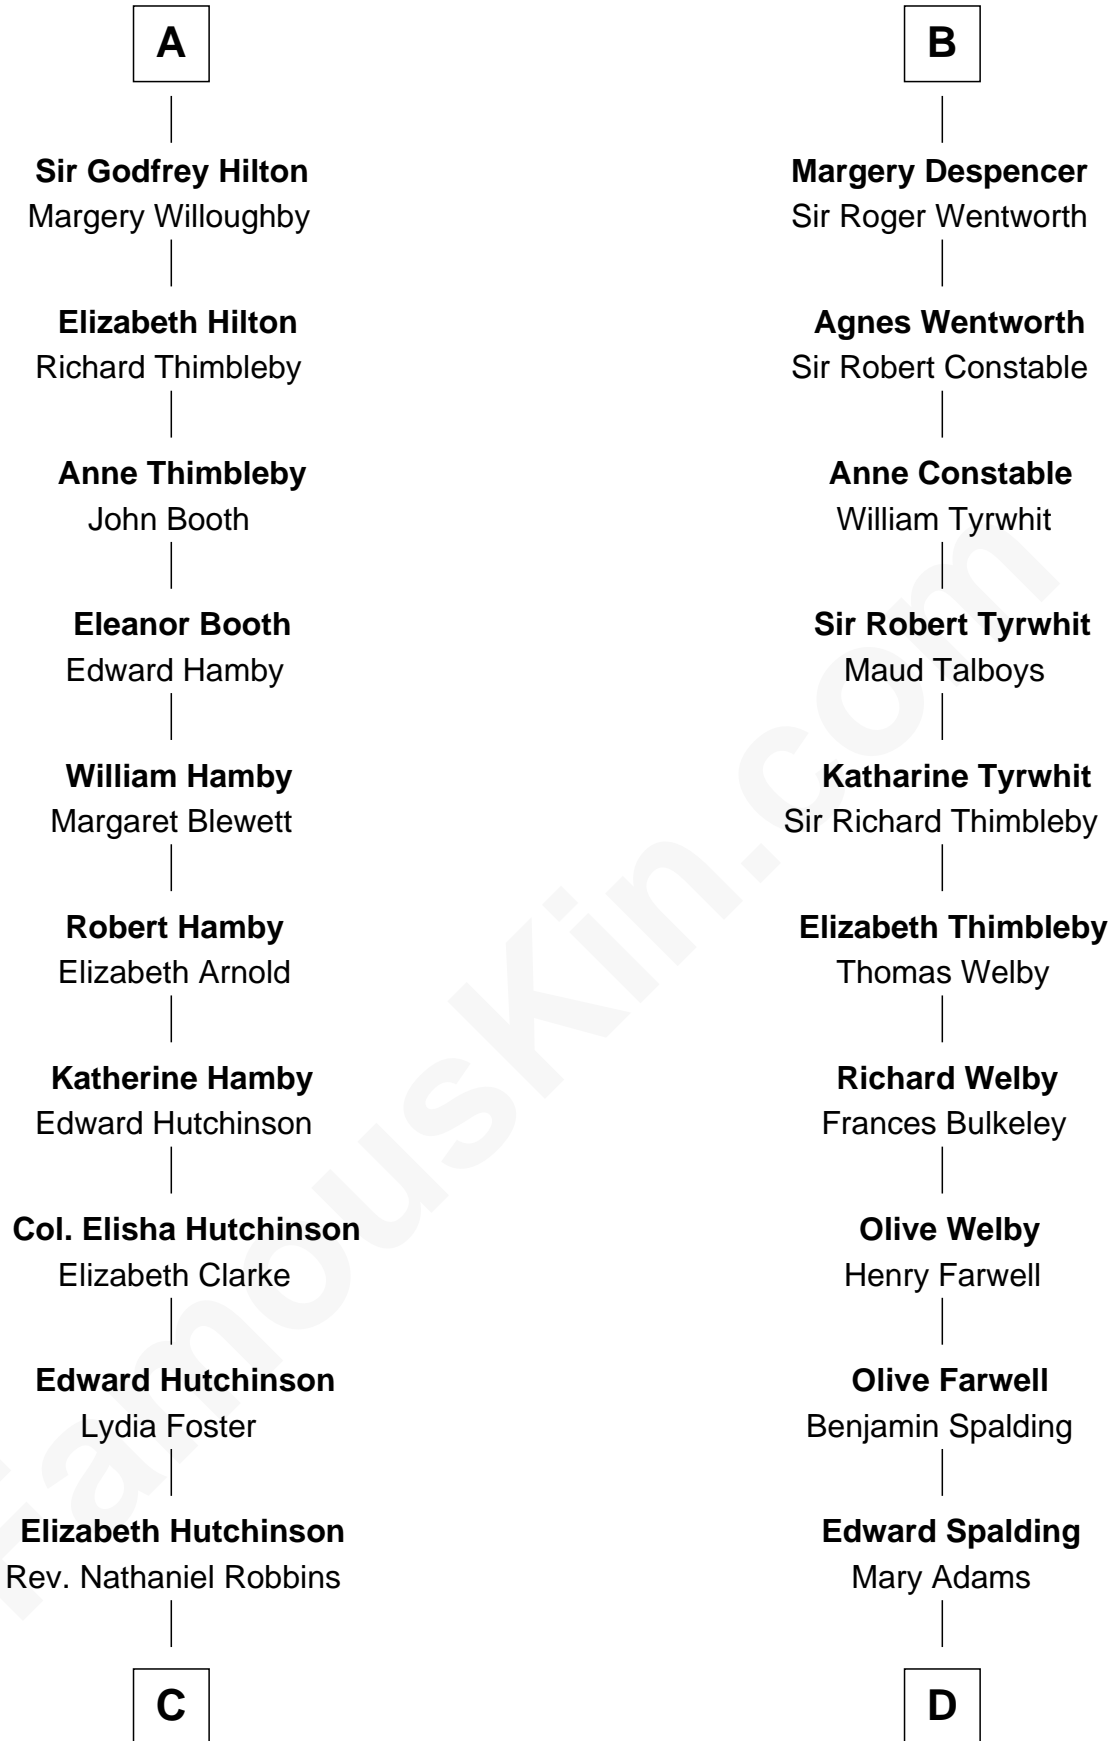 A
Sir Godfrey Hilton
Margery Willoughby
Elizabeth Hilton
Richard Thimbleby
Anne Thimbleby
John Booth
Eleanor Booth
Edward Hamby
William Hamby
Margaret Blewett
Robert Hamby
Elizabeth Arnold
Katherine Hamby
Edward Hutchinson
Col. Elisha Hutchinson
Elizabeth Clarke
Edward Hutchinson
Lydia Foster
Elizabeth Hutchinson
Rev. Nathaniel Robbins
C
B
Margery Despencer
Sir Roger Wentworth
Agnes Wentworth
Sir Robert Constable
Anne Constable
William Tyrwhit
Sir Robert Tyrwhit
Maud Talboys
Katharine Tyrwhit
Sir Richard Thimbleby
Elizabeth Thimbleby
Thomas Welby
Richard Welby
Frances Bulkeley
Olive Welby
Henry Farwell
Olive Farwell
Benjamin Spalding
Edward Spalding
Mary Adams
D
FamousKin.com